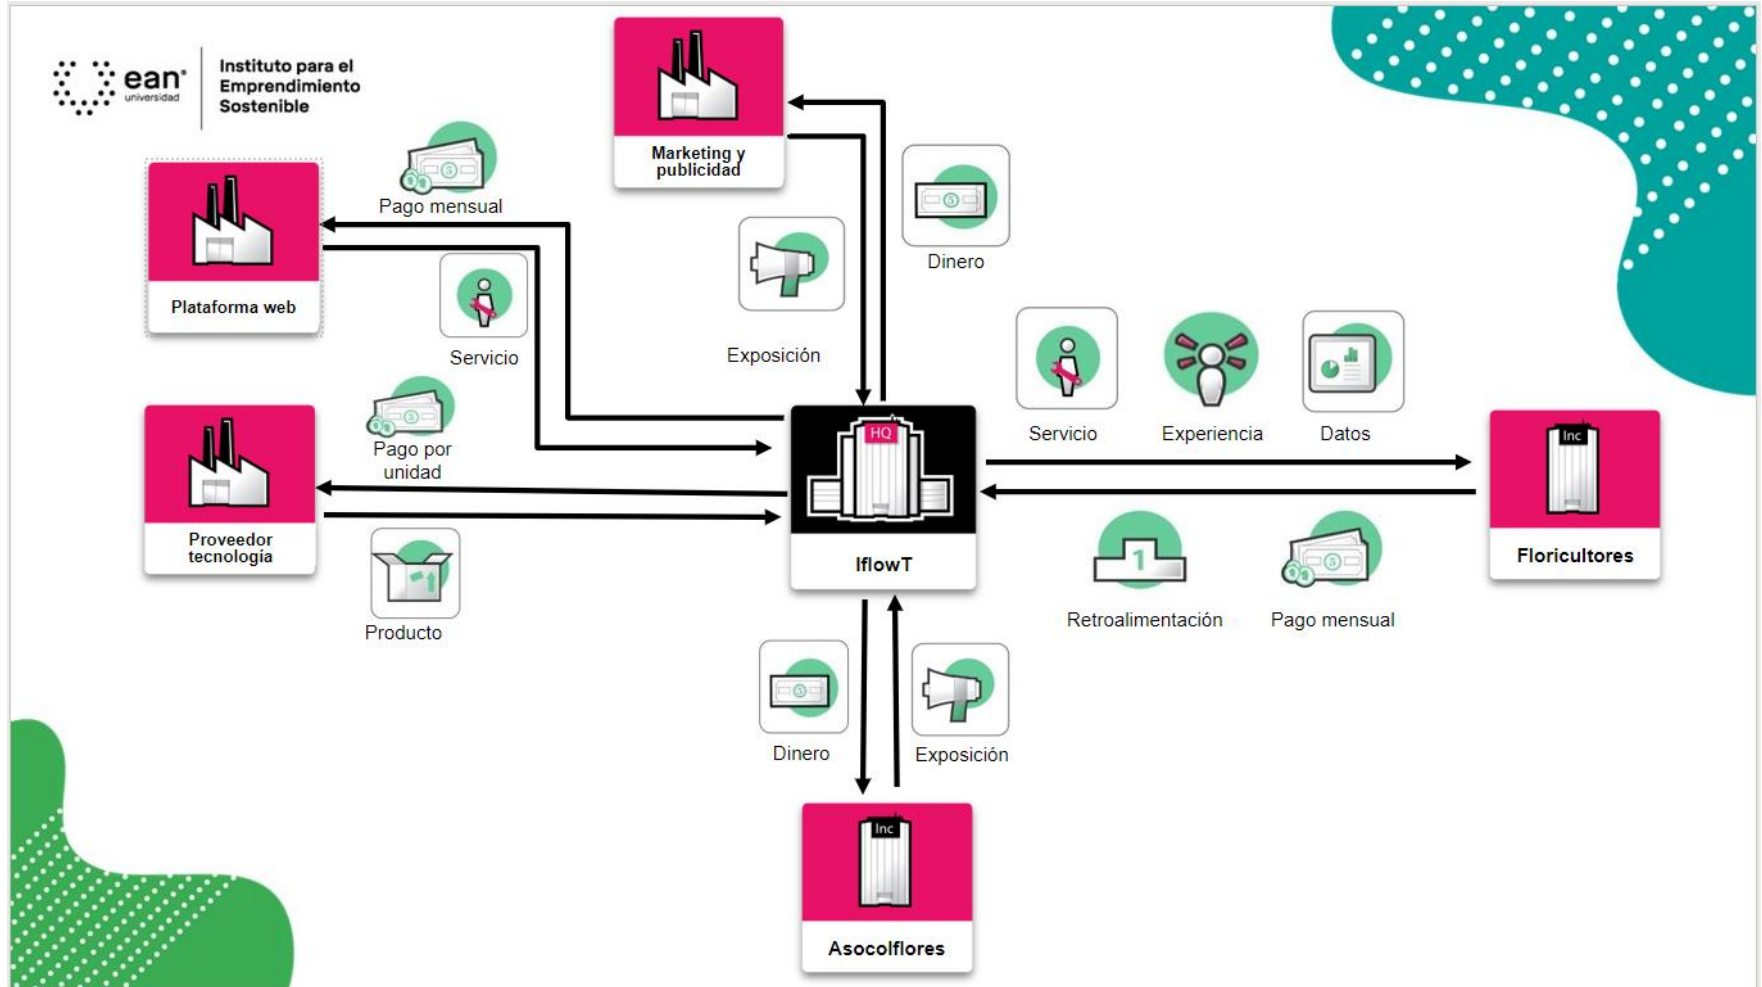 ean®
universidad
Instituto para el
Emprendimiento
Sostenible
Marketing y
publicidad
Pago mensual
Plataforma web
Servicio
Exposición
Dinero
Pago por
unidad
Proveedor
tecnología
Producto
HQ
IflowT
Servicio
Experiencia
Datos
Inc
Floricultores
1
Retroalimentación
Pago mensual
Dinero
Exposición
Inc
Asocolflores